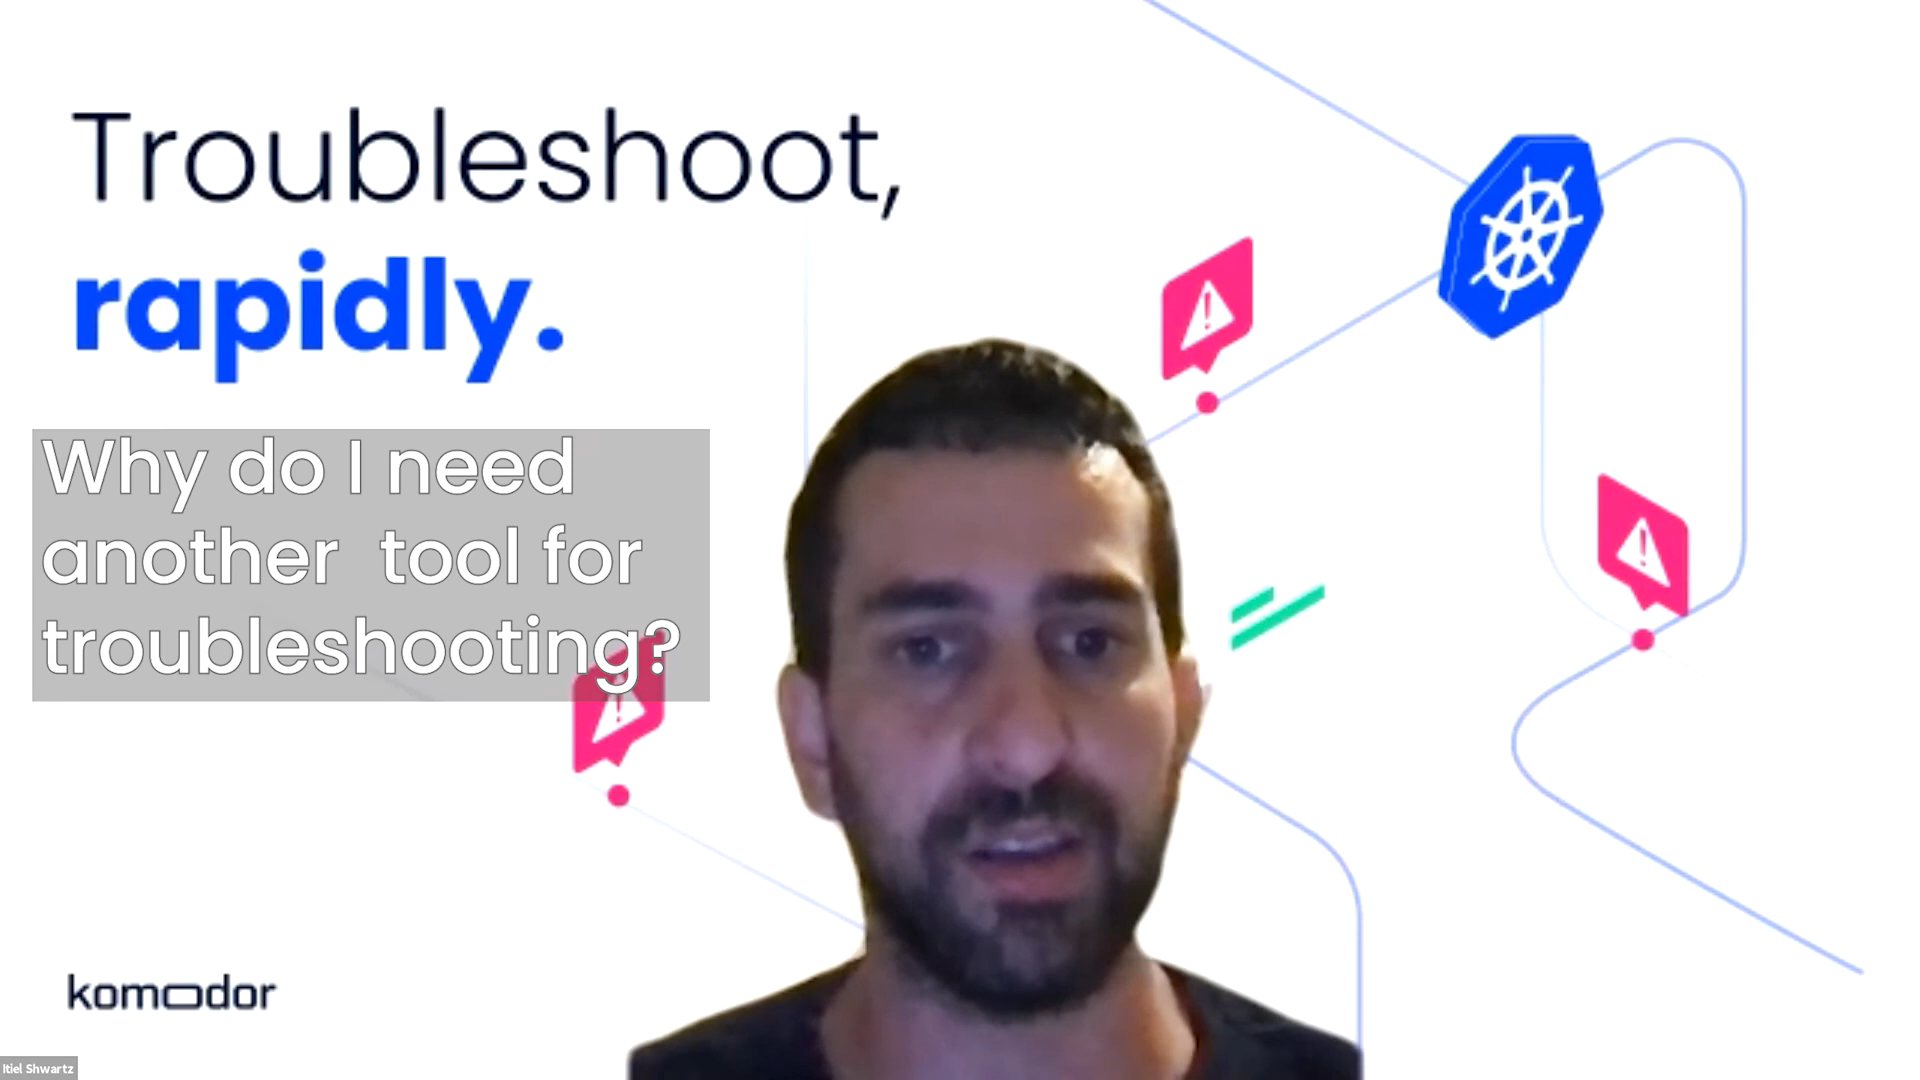 Troubleshoot,
rapidly.
Why do I need
another tool for
troubleshooting?
komodor
Itiel Shwartz